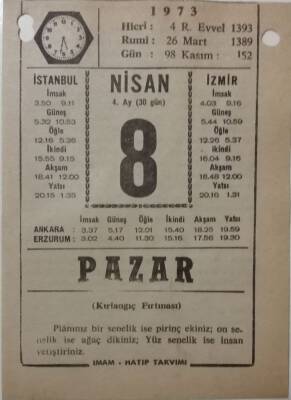 1973
Hicri : 4 R. Evvel 1393
Rumi : 26 Mart 1389
Gün : 98 Kasım : 152
İSTANBUL
İmsak
3.50 9.11
Güneş
5.32 10.53
Öğle
12.16 5.36
İkindi
15.55 9.15
Akşam
18.41 12.00
Yatsı
20.15 1.35
NİSAN
4. Ay (30 gün)
8
İZMİR
İmsak
4.03 9.16
Güneş
5.44 10.59
Öğle
12.26 5.37
İkindi
16.04 9.16
Akşam
18.48 12.00
Yatsı
20.16 1.31
İmsak Güneş Öğle İkindi Akşam Yatsı
ANKARA : 3.37 5.17 12.01 15.40 18.25 19.59
ERZURUM : 3.02 4.40 11.30 15.16 17.56 19.30
PAZAR
(Kırlangıç Fırtınası)
Plânınız bir senelik ise pirinç ekiniz; on se-
nelik ise ağaç dikiniz; Yüz senelik ise insan
yetiştiriniz.
İMAM - HATİP TAKVİMİ